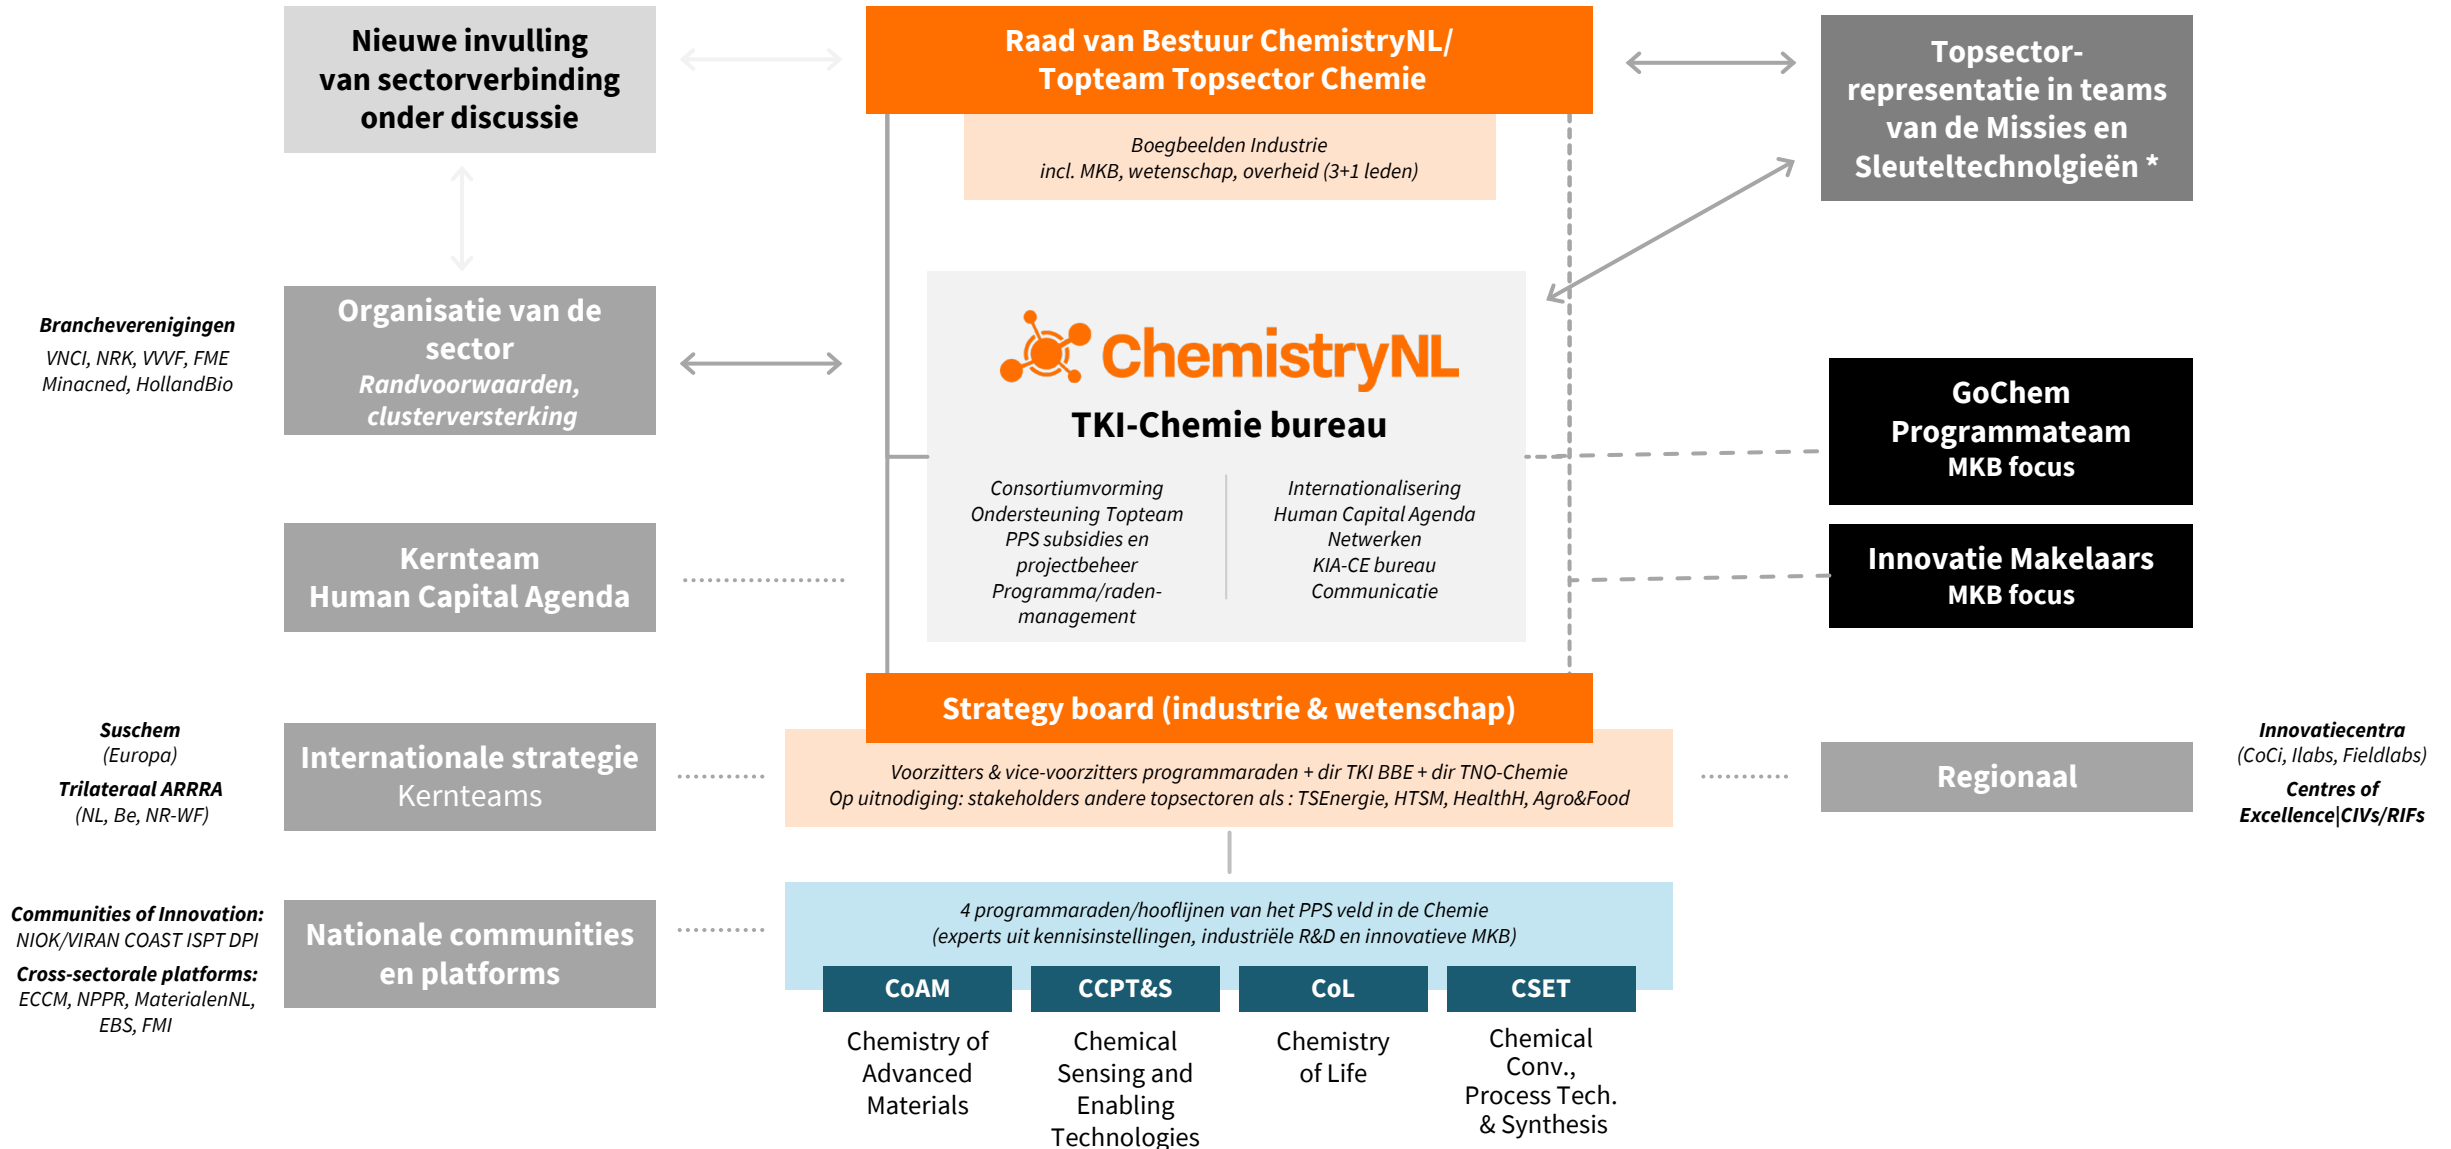 Nieuwe invulling
van sectorverbinding
onder discussie
Raad van Bestuur ChemistryNL/
Topteam Topsector Chemie
Boegbeelden Industrie
incl. MKB, wetenschap, overheid (3+1 leden)
Topsector-
representatie in teams
van de Missies en
Sleuteltechnolgieën *
Brancheverenigingen
VNCI, NRK, VVVF, FME
Minacned, HollandBio
Organisatie van de
sector
Randvoorwaarden,
clusterversterking
ChemistryNL
TKI-Chemie bureau
Consortiumvorming
Ondersteuning Topteam
PPS subsidies en
projectbeheer
Programma/raden-
management
Internationalisering
Human Capital Agenda
Netwerken
KIA-CE bureau
Communicatie
GoChem
Programmateam
MKB focus
Kernteam
Human Capital Agenda
Innovatie Makelaars
MKB focus
Strategy board (industrie & wetenschap)
Voorzitters & vice-voorzitters programmaraden + dir TKI BBE + dir TNO-Chemie
Op uitnodiging: stakeholders andere topsectoren als : TSEnergie, HTSM, HealthH, Agro&Food
Suschem
(Europa)
Trilateraal ARRRA
(NL, Be, NR-WF)
Internationale strategie
Kernteams
Regionaal
Innovatiecentra
(CoCi, Ilabs, Fieldlabs)
Centres of
Excellence|CIVs/RIFs
Communities of Innovation:
NIOK/VIRAN COAST ISPT DPI
Cross-sectorale platforms:
ECCM, NPPR, MaterialenNL,
EBS, FMI
Nationale communities
en platforms
4 programmaraden/hooflijnen van het PPS veld in de Chemie
(experts uit kennisinstellingen, industriële R&D en innovatieve MKB)
CoAM
Chemistry of
Advanced
Materials
CCPT&S
Chemical
Sensing and
Enabling
Technologies
CoL
Chemistry
of Life
CSET
Chemical
Conv.,
Process Tech.
& Synthesis